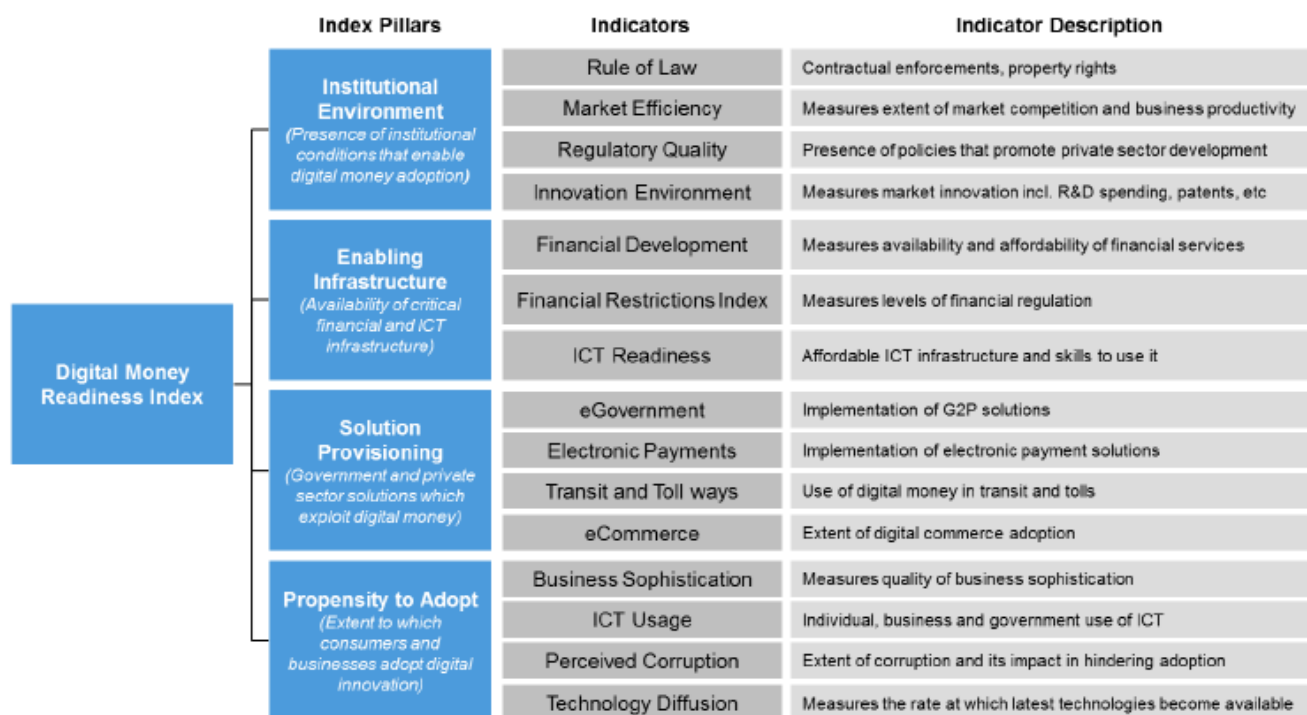 Index Pillars
Indicators
Indicator Description
Digital Money
Readiness Index
Institutional
Environment
(Presence of institutional
conditions that enable
digital money adoption)
Rule of Law
Contractual enforcements, property rights
Market Efficiency
Measures extent of market competition and business productivity
Regulatory Quality
Presence of policies that promote private sector development
Innovation Environment
Measures market innovation incl. R&D spending, patents, etc
Enabling
Infrastructure
(Availability of critical
financial and ICT
infrastructure)
Financial Development
Measures availability and affordability of financial services
Financial Restrictions Index
Measures levels of financial regulation
ICT Readiness
Affordable ICT infrastructure and skills to use it
Solution
Provisioning
(Government and private
sector solutions which
exploit digital money)
eGovernment
Implementation of G2P solutions
Electronic Payments
Implementation of electronic payment solutions
Transit and Toll ways
Use of digital money in transit and tolls
eCommerce
Extent of digital commerce adoption
Propensity to Adopt
(Extent to which
consumers and
businesses adopt digital
innovation)
Business Sophistication
Measures quality of business sophistication
ICT Usage
Individual, business and government use of ICT
Perceived Corruption
Extent of corruption and its impact in hindering adoption
Technology Diffusion
Measures the rate at which latest technologies become available